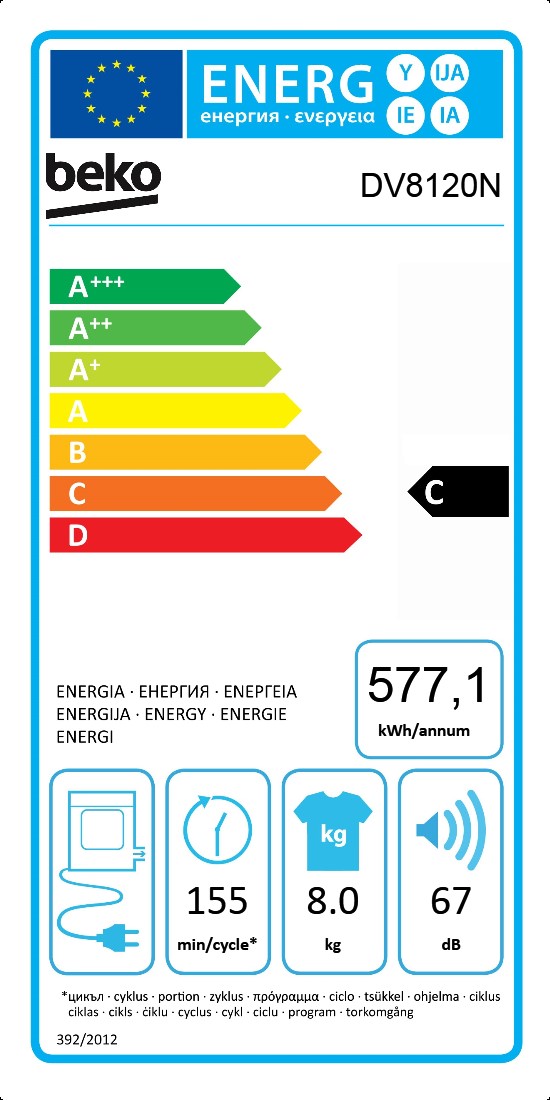 ENERG Y IJA
енергия · ενεργεια IE IA
beko
DV8120N
A+++
A++
A+
A
B
C
C
D
577,1
kWh/annum
ENERGIA · ЕНЕРГИЯ · ΕΝΕΡΓΕΙΑ
ENERGIJA · ENERGY · ENERGIE
ENERGI
155
min/cycle*
kg
8.0
kg
67
dB
*цикъл · cyklus · portion · zyklus · πρόγραμμα · ciclo · tsükkel · ohjelma · ciklus
ciklas · cikls · ċiklu · cyclus · cykl · ciclu · program · torkomgång
392/2012